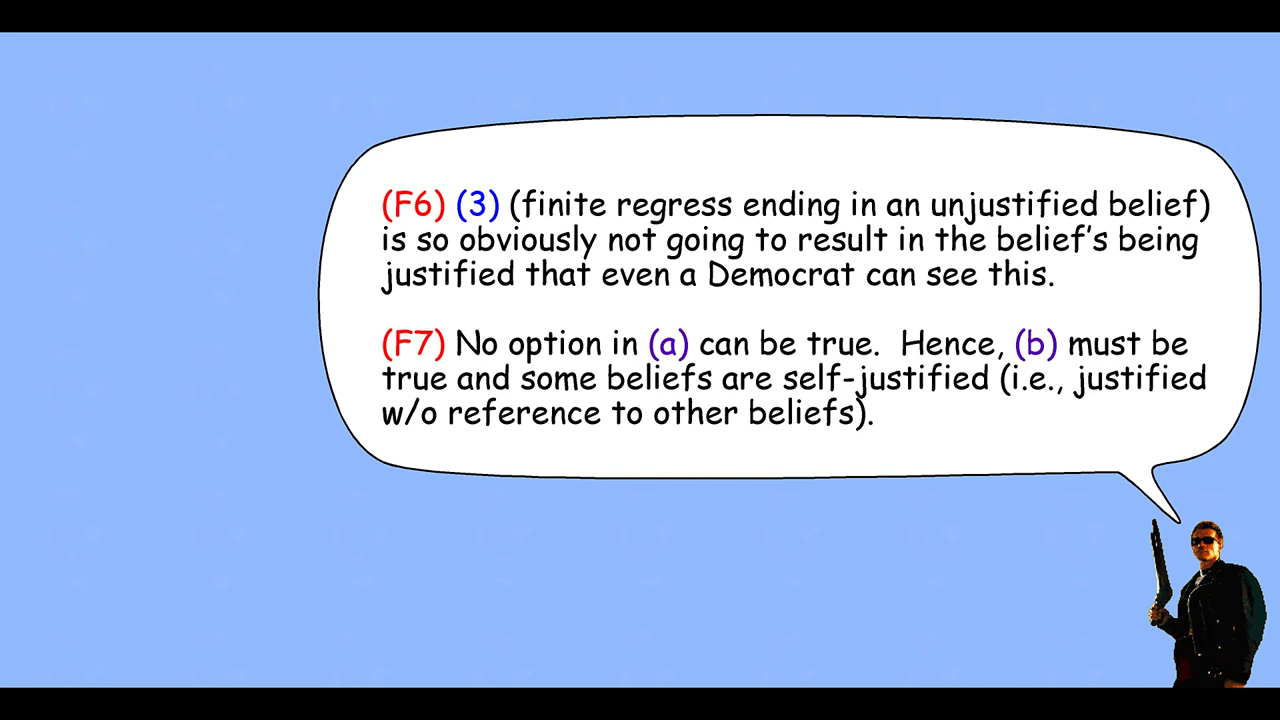 (F6) (3) (finite regress ending in an unjustified belief)
is so obviously not going to result in the belief's being
justified that even a Democrat can see this.
(F7) No option in (a) can be true. Hence, (b) must be
true and some beliefs are self-justified (i.e., justified
w/o reference to other beliefs).